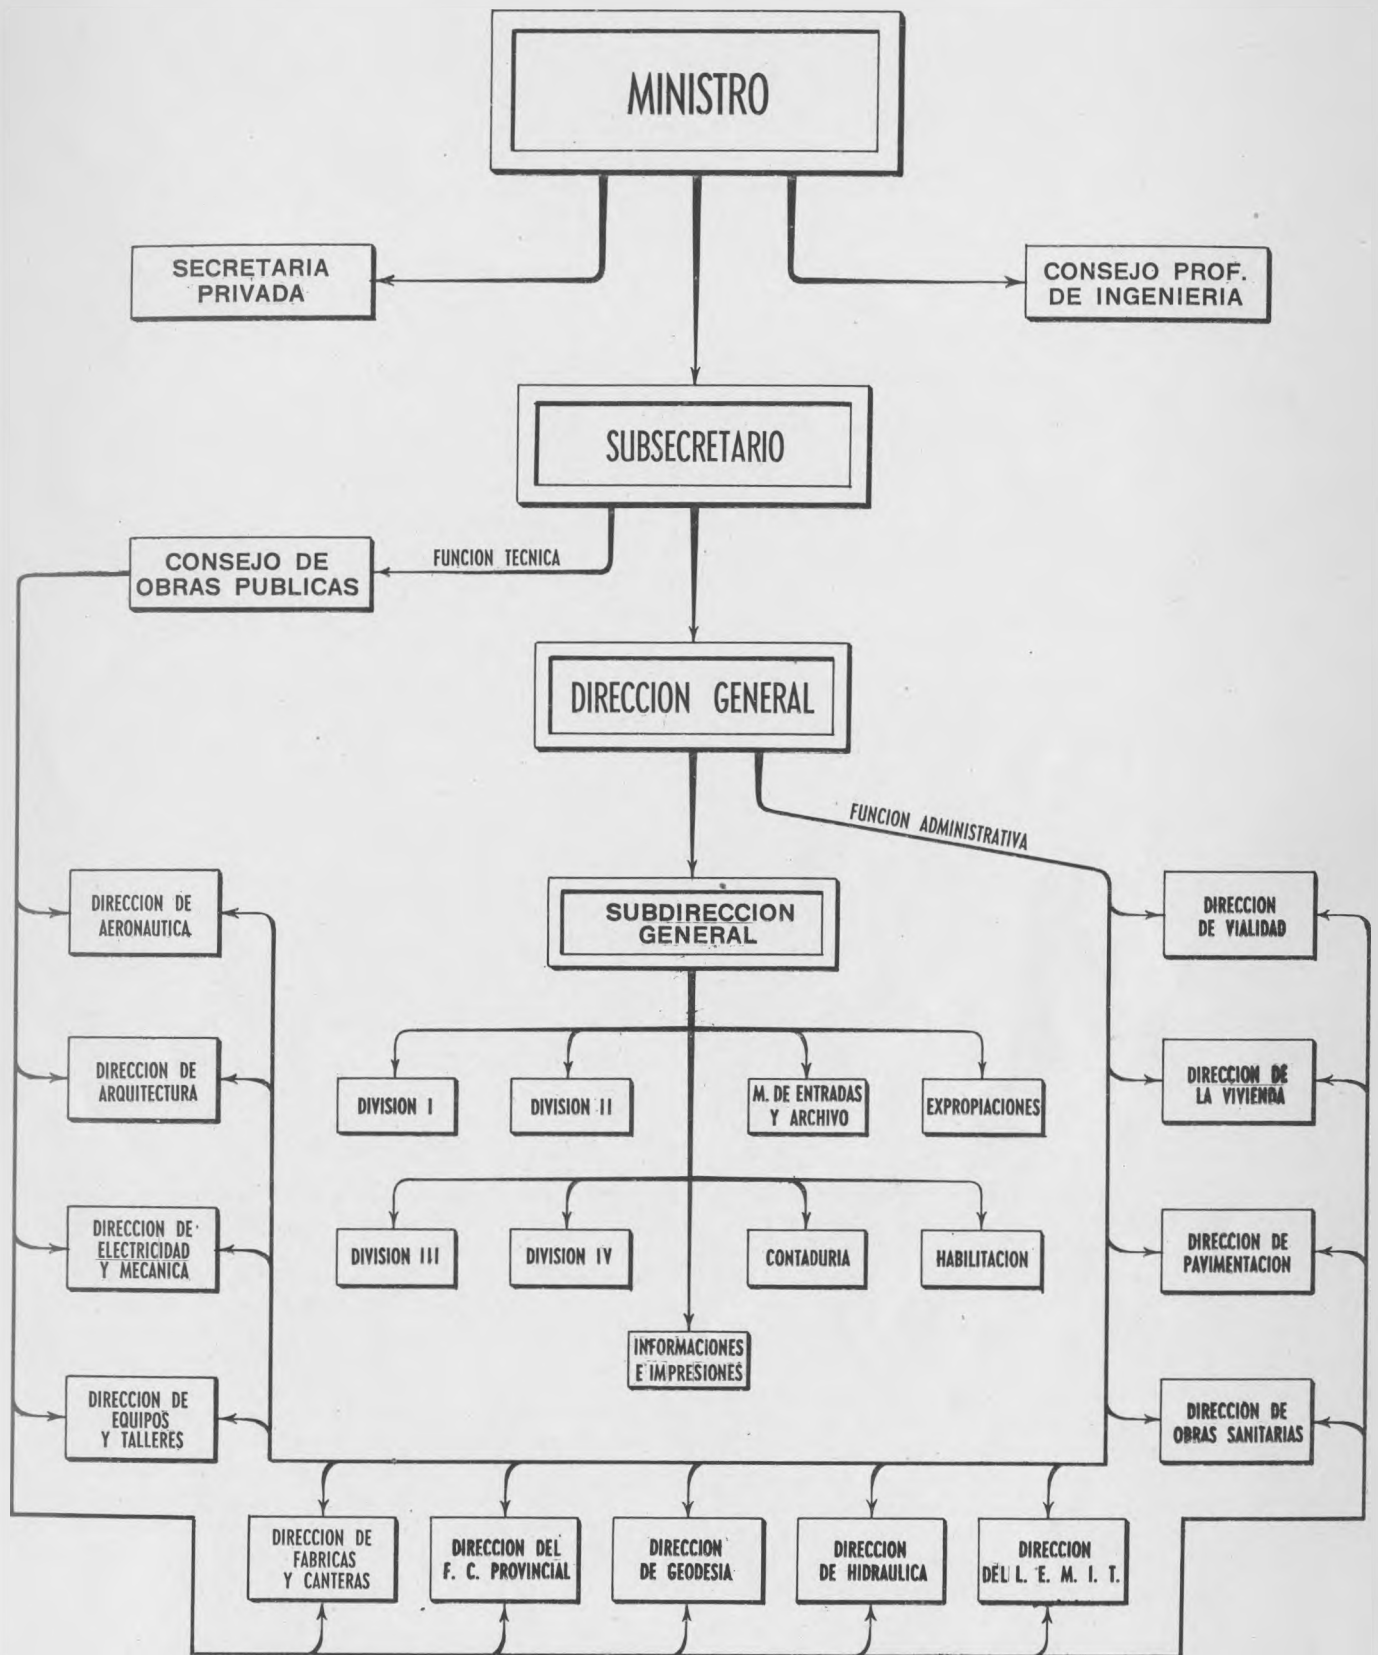 MINISTRO
SECRETARIA
PRIVADA
CONSEJO PROF.
DE INGENIERIA
SUBSECRETARIO
CONSEJO DE
OBRAS PUBLICAS
FUNCION TECNICA
DIRECCION GENERAL
FUNCION ADMINISTRATIVA
DIRECCION DE
AERONAUTICA
SUBDIRECCION
GENERAL
DIRECCION
DE VIALIDAD
DIRECCION DE
ARQUITECTURA
DIVISION I
DIVISION II
M. DE ENTRADAS
Y ARCHIVO
EXPROPIACIONES
DIRECCION DE
LA VIVIENDA
DIRECCION DE
ELECTRICIDAD
Y MECANICA
DIVISION III
DIVISION IV
CONTADURIA
HABILITACION
DIRECCION DE
PAVIMENTACION
INFORMACIONES
E IMPRESIONES
DIRECCION DE
EQUIPOS
Y TALLERES
DIRECCION DE
OBRAS SANITARIAS
DIRECCION DE
FABRICAS
Y CANTERAS
DIRECCION DEL
F. C. PROVINCIAL
DIRECCION
DE GEODESIA
DIRECCION
DE HIDRAULICA
DIRECCION
DEL L. E. M. I. T.